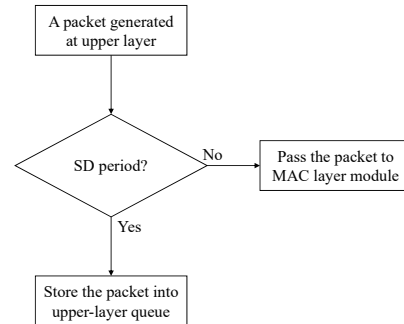 A packet generated
at upper layer
SD period?
No
Pass the packet to
MAC layer module
Yes
Store the packet into
upper-layer queue